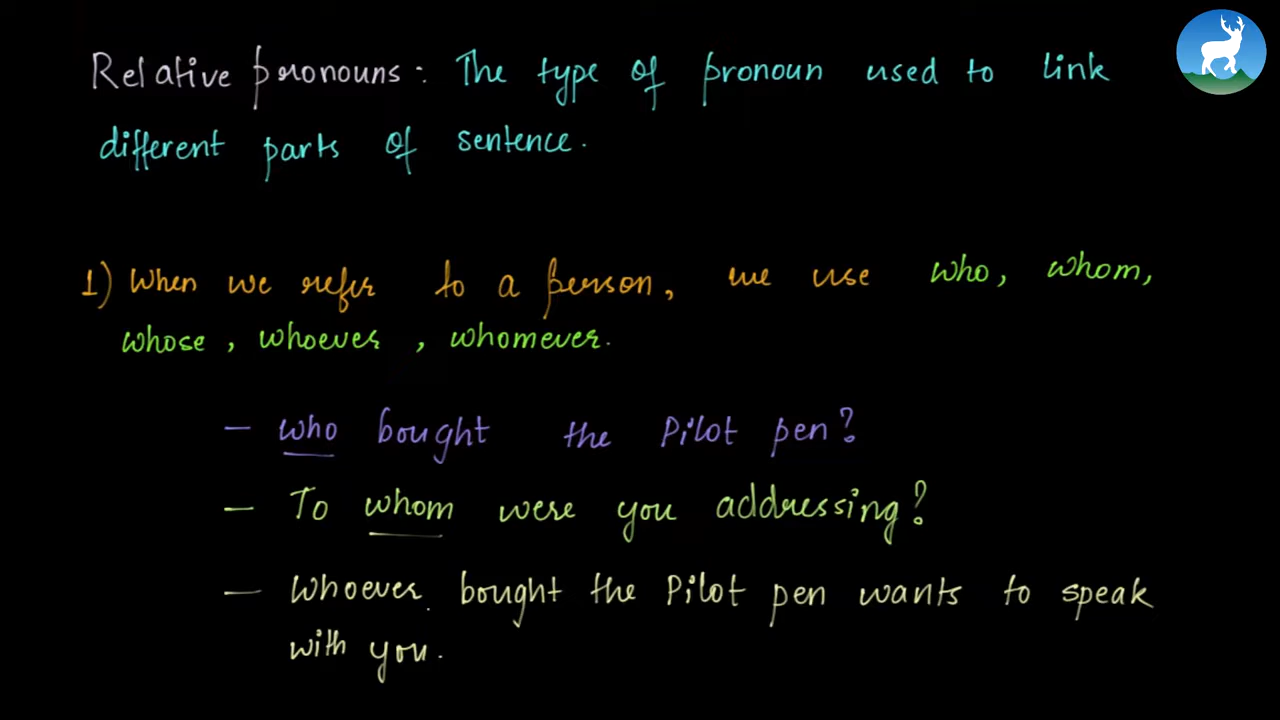 Relative pronouns: The type of pronoun used to link
different parts of sentence.
1) When we refer to a person, we use who, whom,
whose, whoever, whomever.
- who bought the Pilot pen?
- To whom were you addressing?
- Whoever bought the Pilot pen wants to speak
with you.